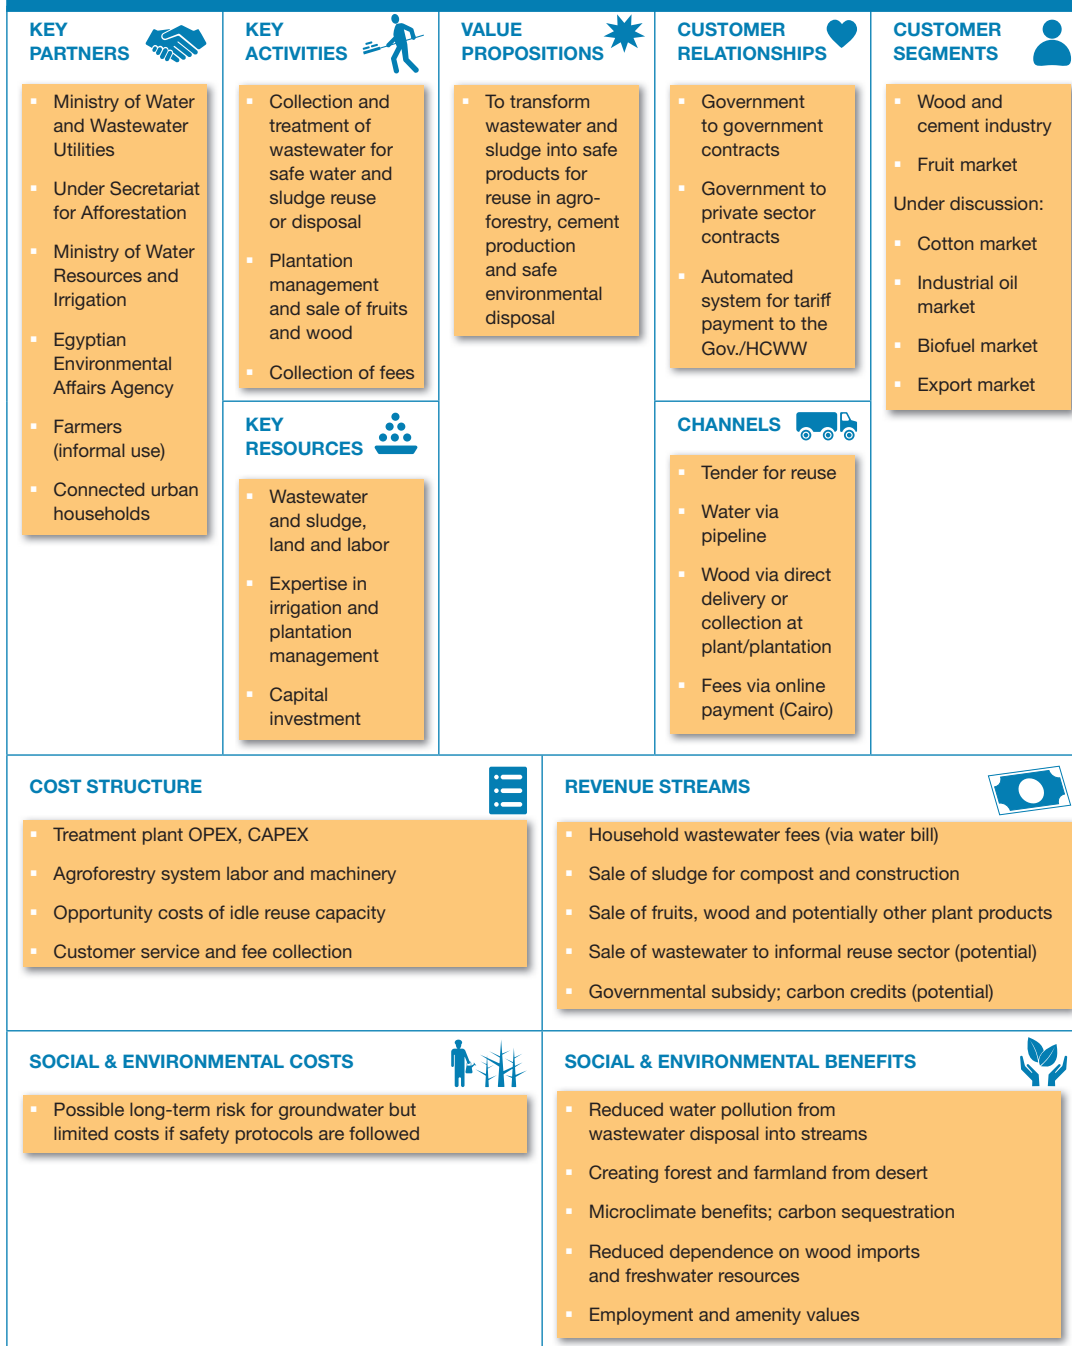 KEY
PARTNERS
Ministry of Water
and Wastewater
Utilities
Under Secretariat
for Afforestation
Ministry of Water
Resources and
Irrigation
Egyptian
Environmental
Affairs Agency
Farmers
(informal use)
Connected urban
households
KEY
ACTIVITIES
Collection and
treatment of
wastewater for
safe water and
sludge reuse
or disposal
Plantation
management
and sale of fruits
and wood
Collection of fees
KEY
RESOURCES
Wastewater
and sludge,
land and labor
Expertise in
irrigation and
plantation
management
Capital
investment
VALUE
PROPOSITIONS
To transform
wastewater and
sludge into safe
products for
reuse in agro-
forestry, cement
production
and safe
environmental
disposal
CUSTOMER
RELATIONSHIPS
Government
to government
contracts
Government to
private sector
contracts
Automated
system for tariff
payment to the
Gov./HCWW
CHANNELS
Tender for reuse
Water via
pipeline
Wood via direct
delivery or
collection at
plant/plantation
Fees via online
payment (Cairo)
CUSTOMER
SEGMENTS
Wood and
cement industry
Fruit market
Under discussion:
Cotton market
Industrial oil
market
Biofuel market
Export market
COST STRUCTURE
Treatment plant OPEX, CAPEX
Agroforestry system labor and machinery
Opportunity costs of idle reuse capacity
Customer service and fee collection
REVENUE STREAMS
Household wastewater fees (via water bill)
Sale of sludge for compost and construction
Sale of fruits, wood and potentially other plant products
Sale of wastewater to informal reuse sector (potential)
Governmental subsidy; carbon credits (potential)
SOCIAL & ENVIRONMENTAL COSTS
Possible long-term risk for groundwater but
limited costs if safety protocols are followed
SOCIAL & ENVIRONMENTAL BENEFITS
Reduced water pollution from
wastewater disposal into streams
Creating forest and farmland from desert
Microclimate benefits; carbon sequestration
Reduced dependence on wood imports
and freshwater resources
Employment and amenity values